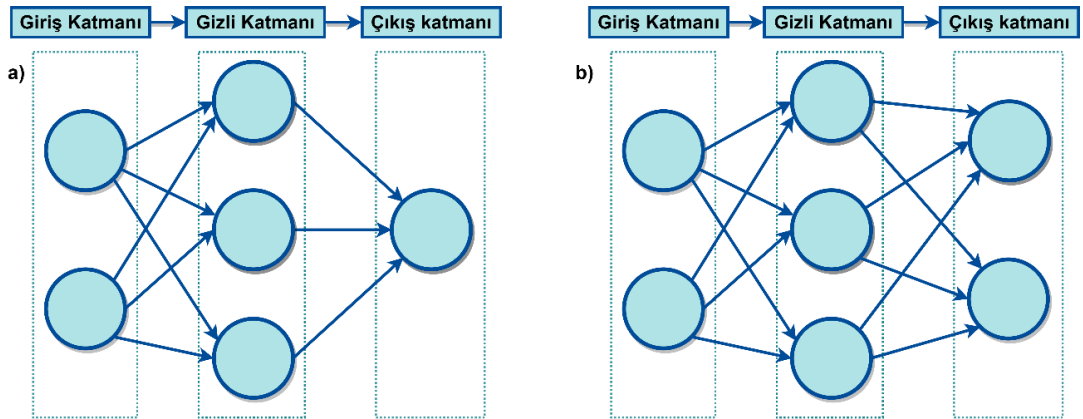 Giriş Katmanı Gizli Katmanı Çıkış katmanı
a)
Giriş Katmanı Gizli Katmanı Çıkış katmanı
b)